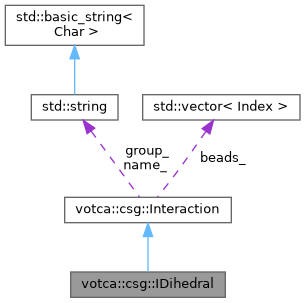 std::basic_string<
Char >
std::string
std::vector< Index >
group_
name_
beads_
votca::csg::Interaction
votca::csg::IDihedral